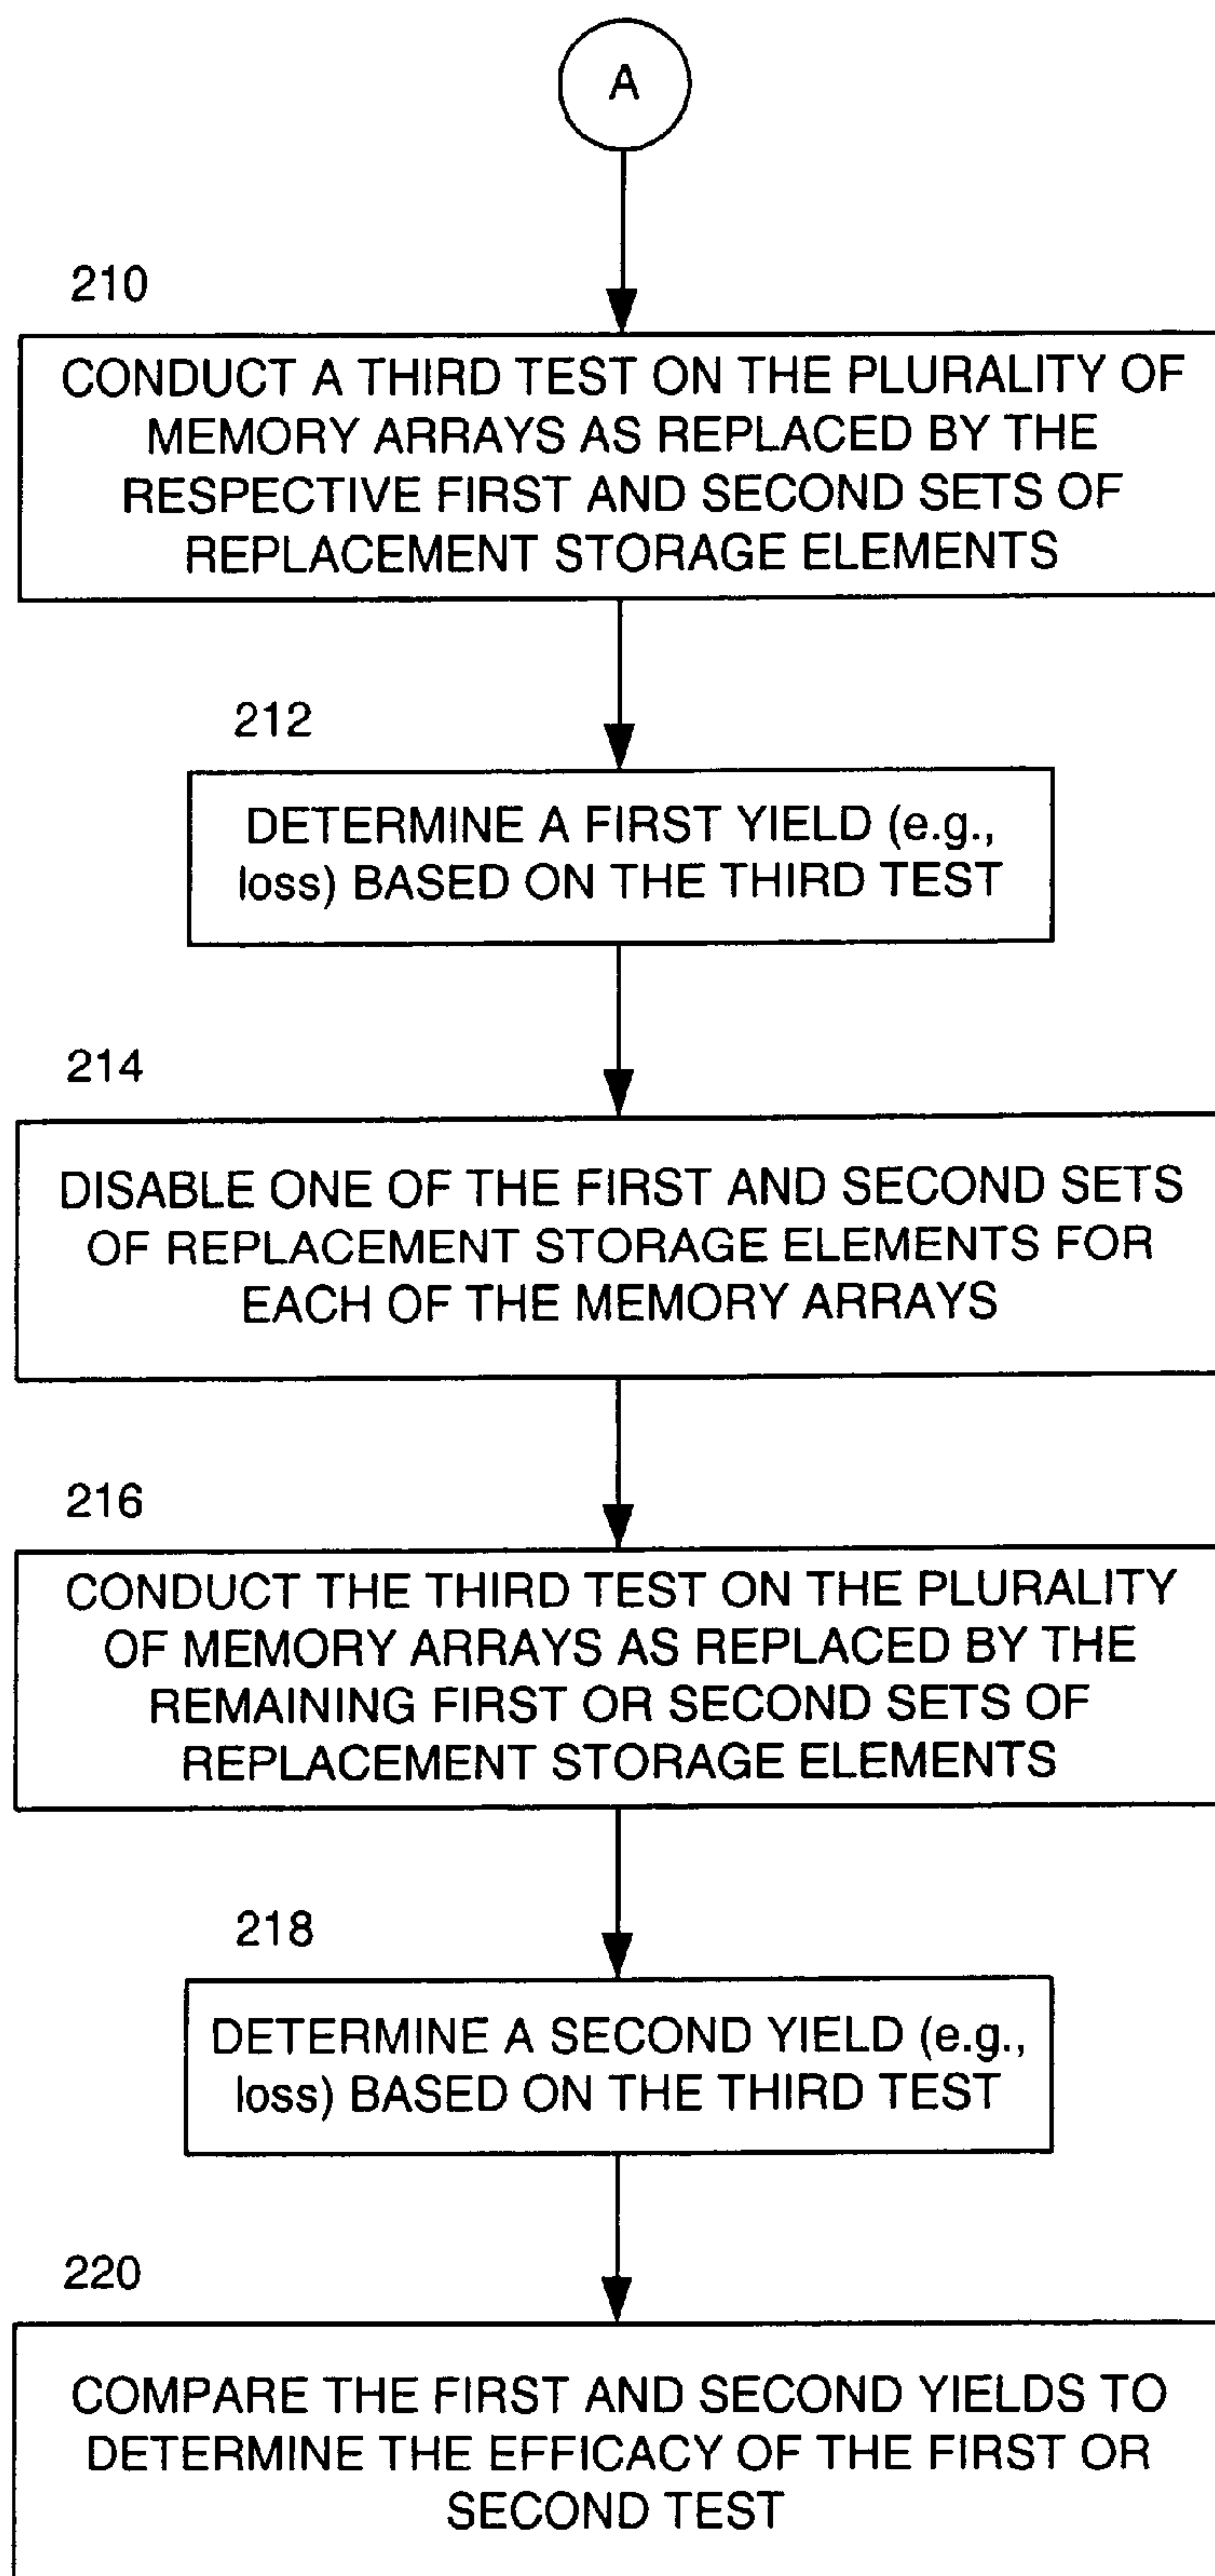 A
210
CONDUCT A THIRD TEST ON THE PLURALITY OF
MEMORY ARRAYS AS REPLACED BY THE
RESPECTIVE FIRST AND SECOND SETS OF
REPLACEMENT STORAGE ELEMENTS
212
DETERMINE A FIRST YIELD (e.g.,
loss) BASED ON THE THIRD TEST
214
DISABLE ONE OF THE FIRST AND SECOND SETS
OF REPLACEMENT STORAGE ELEMENTS FOR
EACH OF THE MEMORY ARRAYS
216
CONDUCT THE THIRD TEST ON THE PLURALITY
OF MEMORY ARRAYS AS REPLACED BY THE
REMAINING FIRST OR SECOND SETS OF
REPLACEMENT STORAGE ELEMENTS
218
DETERMINE A SECOND YIELD (e.g.,
loss) BASED ON THE THIRD TEST
220
COMPARE THE FIRST AND SECOND YIELDS TO
DETERMINE THE EFFICACY OF THE FIRST OR
SECOND TEST